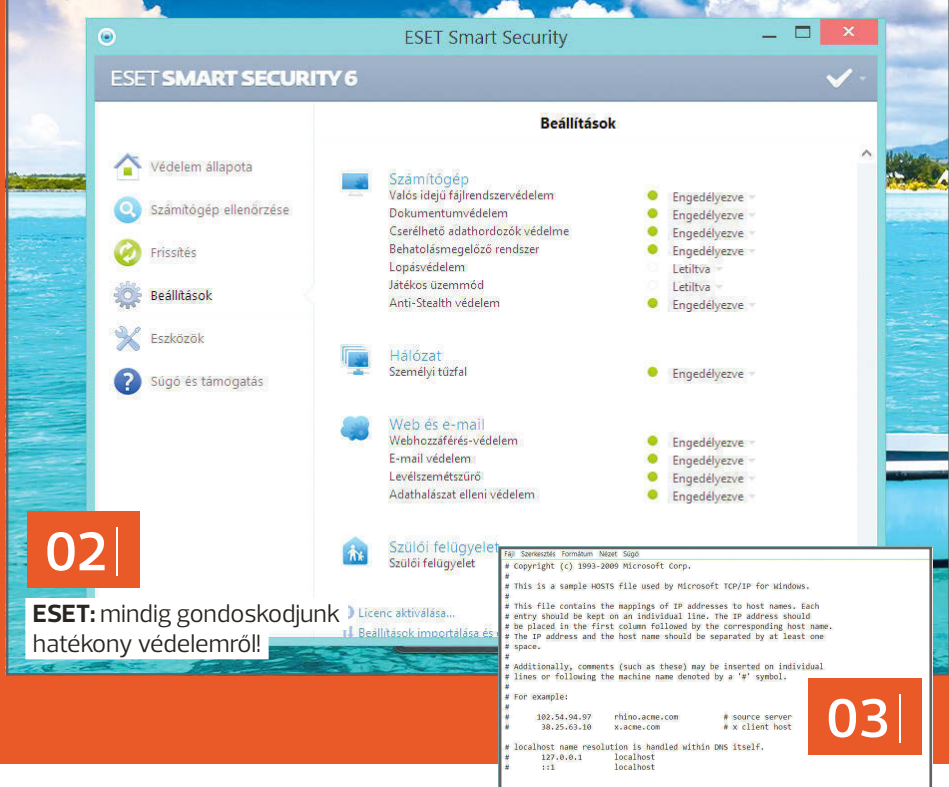 ESET Smart Security
ESET SMART SECURITY 6
Beállítások
Védelem állapota
Számítógép ellenőrzése
Frissítés
Beállítások
Eszközök
Súgó és támogatás
Számítógép
Valós idejű fájlrendszervédelem Engedélyezve
Dokumentumvédelem Engedélyezve
Cserélhető adathordozók védelme Engedélyezve
Behatolásmegelőző rendszer Engedélyezve
Lopásvédelem Letiltva
Játékos üzemmód Letiltva
Anti-Stealth védelem Engedélyezve
Hálózat
Személyi tűzfal Engedélyezve
Web és e-mail
Webhozzáférés-védelem Engedélyezve
E-mail védelem Engedélyezve
Levélszemétszűrő Engedélyezve
Adathalászat elleni védelem Engedélyezve
Szülői felügyelet
Szülői felügyelet
Licenc aktiválása...
Beállítások importálása és
02
ESET: mindig gondoskodjunk
hatékony védelemről!
Fájl Szerkesztés Formátum Nézet Súgó
# Copyright (c) 1993-2009 Microsoft Corp.
#
# This is a sample HOSTS file used by Microsoft TCP/IP for Windows.
#
# This file contains the mappings of IP addresses to host names. Each
# entry should be kept on an individual line. The IP address should
# be placed in the first column followed by the corresponding host name.
# The IP address and the host name should be separated by at least one
# space.
#
# Additionally, comments (such as these) may be inserted on individual
# lines or following the machine name denoted by a '#' symbol.
#
# For example:
#
# 102.54.94.97 rhino.acme.com # source server
# 38.25.63.10 x.acme.com # x client host
# localhost name resolution is handled within DNS itself.
# 127.0.0.1 localhost
# ::1 localhost
03